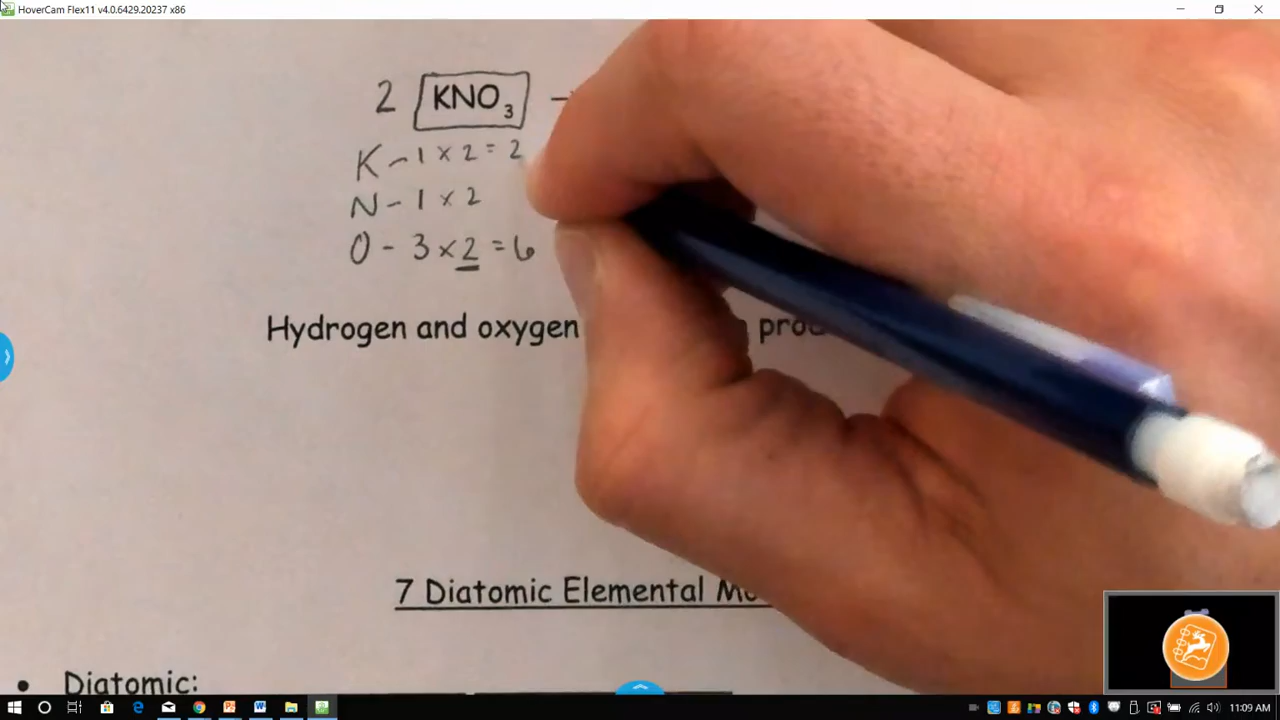 HoverCam Flex11 v4.0.6429.20237 x86
2 KNO₃ –
K – 1 × 2 = 2
N – 1 × 2
O – 3 × 2 = 6
Hydrogen and oxygen
7 Diatomic Elemental
• Diatomic:
11:09 AM